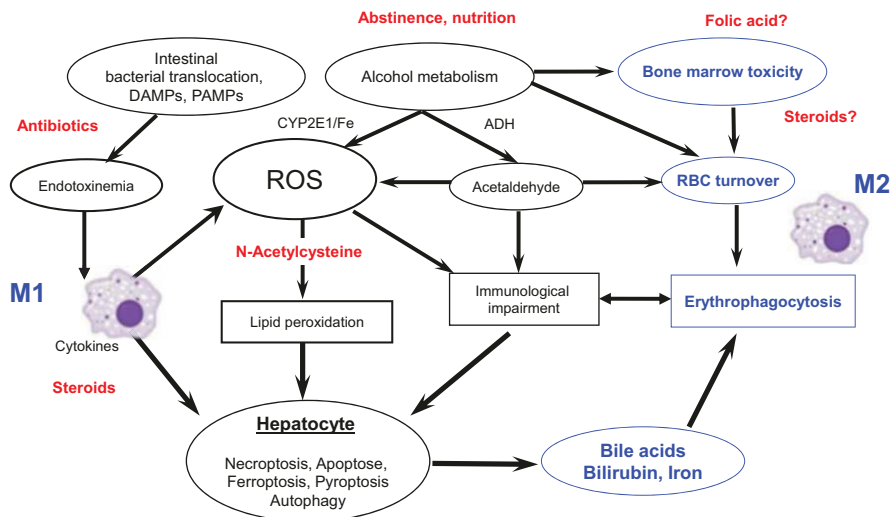 Abstinence, nutrition
Folic acid?
Intestinal
bacterial translocation,
DAMPs, PAMPs
Alcohol metabolism
Bone marrow toxicity
Antibiotics
CYP2E1/Fe
ADH
Steroids?
Endotoxinemia
ROS
Acetaldehyde
RBC turnover
M2
N-Acetylcysteine
M1
Immunological
impairment
Erythrophagocytosis
Lipid peroxidation
Cytokines
Steroids
Hepatocyte
Necroptosis, Apoptose,
Ferroptosis, Pyroptosis
Autophagy
Bile acids
Bilirubin, Iron